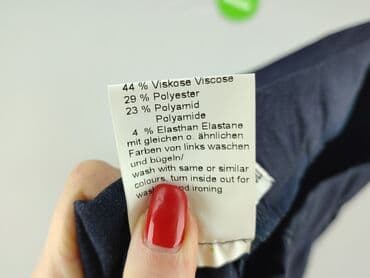 44 % Viskose Viscose
29 % Polyester
23 % Polyamid
Polyamide
4 % Elasthan Elastane
mit gleichen o. ähnlichen
Farben von links waschen
und bügeln/
wash with same or similar
colours, turn inside out for
and ironing